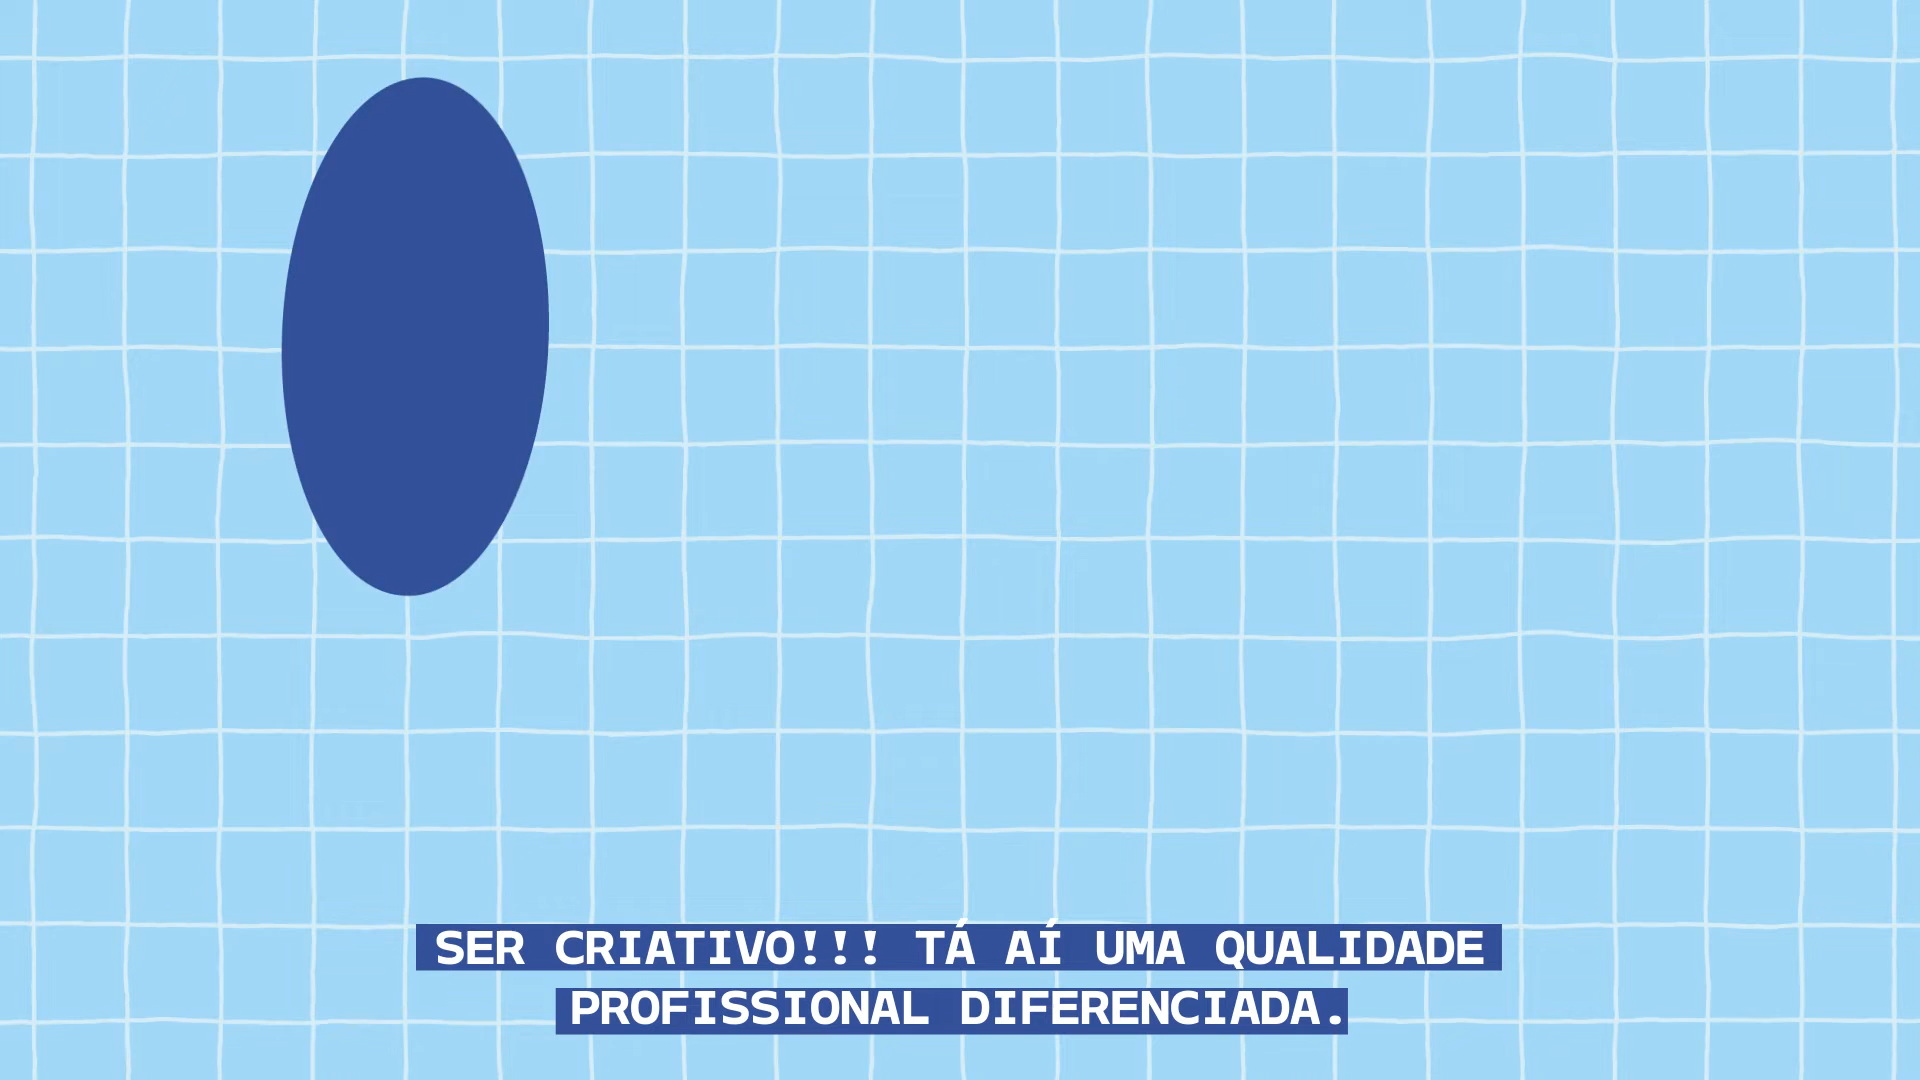 SER CRIATIVO!!! TÁ AÍ UMA QUALIDADE
PROFISSIONAL DIFERENCIADA.